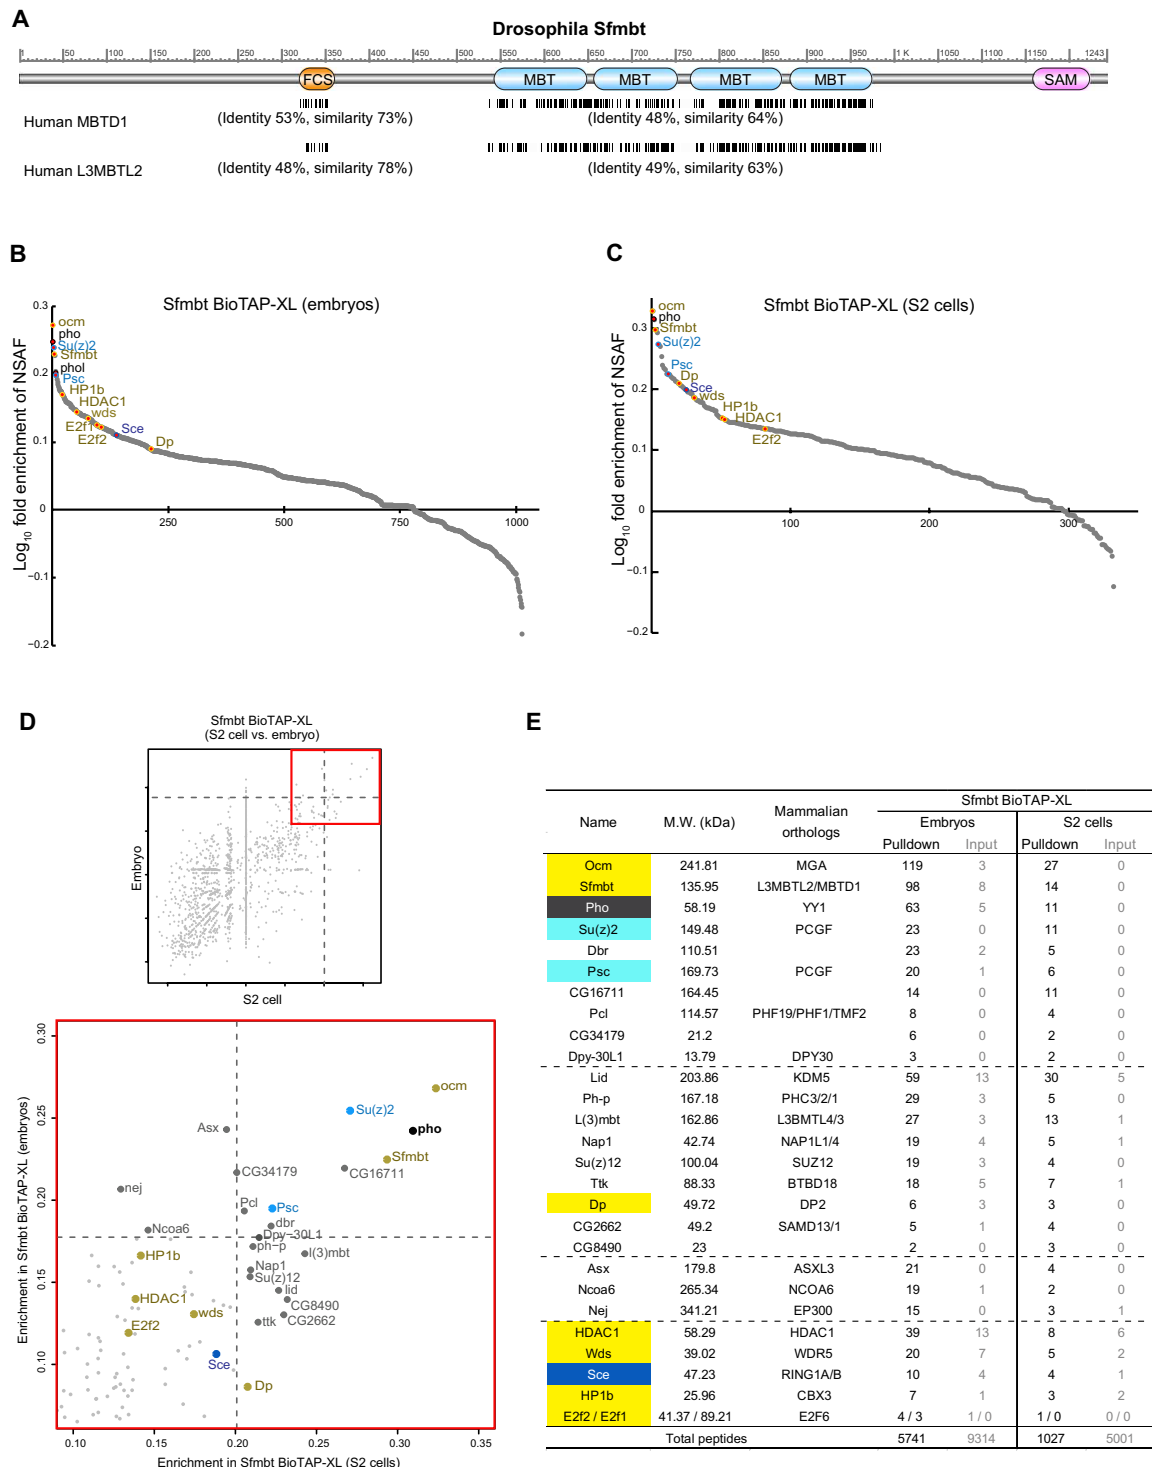 A
Drosophila Sfmbt
1 50 100 150 200 250 300 350 400 450 500 550 600 650 700 750 800 850 900 950 1 K 1050 1100 1150 1243
FCS MBT MBT MBT MBT SAM
Human MBTD1 (Identity 53%, similarity 73%) (Identity 48%, similarity 64%)
Human L3MBTL2 (Identity 48%, similarity 78%) (Identity 49%, similarity 63%)
B
Sfmbt BioTAP-XL (embryos)
Log10 fold enrichment of NSAF
0.3
0.2
0.1
0
−0.1
−0.2
250 500 750 1000
ocm
pho
Su(z)2
Sfmbt
phol
Psc
HP1b
HDAC1
wds
E2f1
E2f2
Sce
Dp
C
Sfmbt BioTAP-XL (S2 cells)
Log10 fold enrichment of NSAF
0.3
0.2
0.1
0
−0.1
−0.2
100 200 300
ocm
pho
Sfmbt
Su(z)2
Psc
Dp
Sce
wds
HP1b
HDAC1
E2f2
D
Sfmbt BioTAP-XL
(S2 cell vs. embryo)
Embryo
S2 cell
Enrichment in Sfmbt BioTAP-XL (embryos)
0.30
0.25
0.20
0.15
0.10
ocm
Su(z)2
Asx
pho
Sfmbt
CG34179
CG16711
nej
Pcl
Psc
Ncoa6
dbr
Dpy−30L1
ph−p
HP1b
l(3)mbt
Nap1
Su(z)12
lid
HDAC1
CG8490
wds
CG2662
E2f2
ttk
Sce
Dp
0.10 0.15 0.20 0.25 0.30 0.35
Enrichment in Sfmbt BioTAP-XL (S2 cells)
E
Sfmbt BioTAP-XL
Name M.W. (kDa) Mammalian orthologs Embryos S2 cells
Pulldown Input Pulldown Input
Ocm 241.81 MGA 119 3 27 0
Sfmbt 135.95 L3MBTL2/MBTD1 98 8 14 0
Pho 58.19 YY1 63 5 11 0
Su(z)2 149.48 PCGF 23 0 11 0
Dbr 110.51 23 2 5 0
Psc 169.73 PCGF 20 1 6 0
CG16711 164.45 14 0 11 0
Pcl 114.57 PHF19/PHF1/TMF2 8 0 4 0
CG34179 21.2 6 0 2 0
Dpy-30L1 13.79 DPY30 3 0 2 0
Lid 203.86 KDM5 59 13 30 5
Ph-p 167.18 PHC3/2/1 29 3 5 0
L(3)mbt 162.86 L3BMTL4/3 27 3 13 1
Nap1 42.74 NAP1L1/4 19 4 5 1
Su(z)12 100.04 SUZ12 19 3 4 0
Ttk 88.33 BTBD18 18 5 7 1
Dp 49.72 DP2 6 3 3 0
CG2662 49.2 SAMD13/1 5 1 4 0
CG8490 23 2 0 3 0
Asx 179.8 ASXL3 21 0 4 0
Ncoa6 265.34 NCOA6 19 1 2 0
Nej 341.21 EP300 15 0 3 1
HDAC1 58.29 HDAC1 39 13 8 6
Wds 39.02 WDR5 20 7 5 2
Sce 47.23 RING1A/B 10 4 4 1
HP1b 25.96 CBX3 7 1 3 2
E2f2 / E2f1 41.37 / 89.21 E2F6 4 / 3 1 / 0 1 / 0 0 / 0
Total peptides 5741 9314 1027 5001